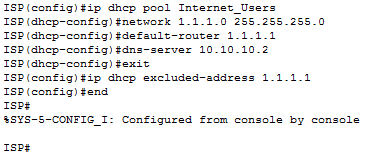 ISP(config)#ip dhcp pool Internet_Users
ISP(dhcp-config)#network 1.1.1.0 255.255.255.0
ISP(dhcp-config)#default-router 1.1.1.1
ISP(dhcp-config)#dns-server 10.10.10.2
ISP(dhcp-config)#exit
ISP(config)#ip dhcp excluded-address 1.1.1.1
ISP(config)#end
ISP#
%SYS-5-CONFIG_I: Configured from console by console
ISP#